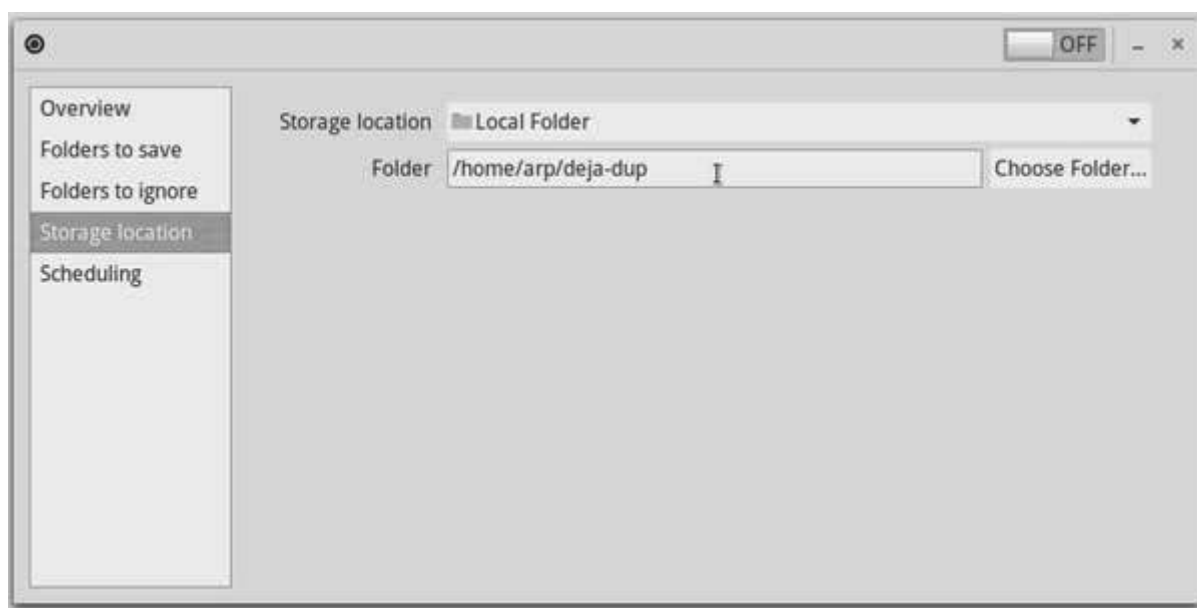 OFF
Overview
Folders to save
Folders to ignore
Storage location
Scheduling
Storage location Local Folder
Folder /home/arp/deja-dup Choose Folder...